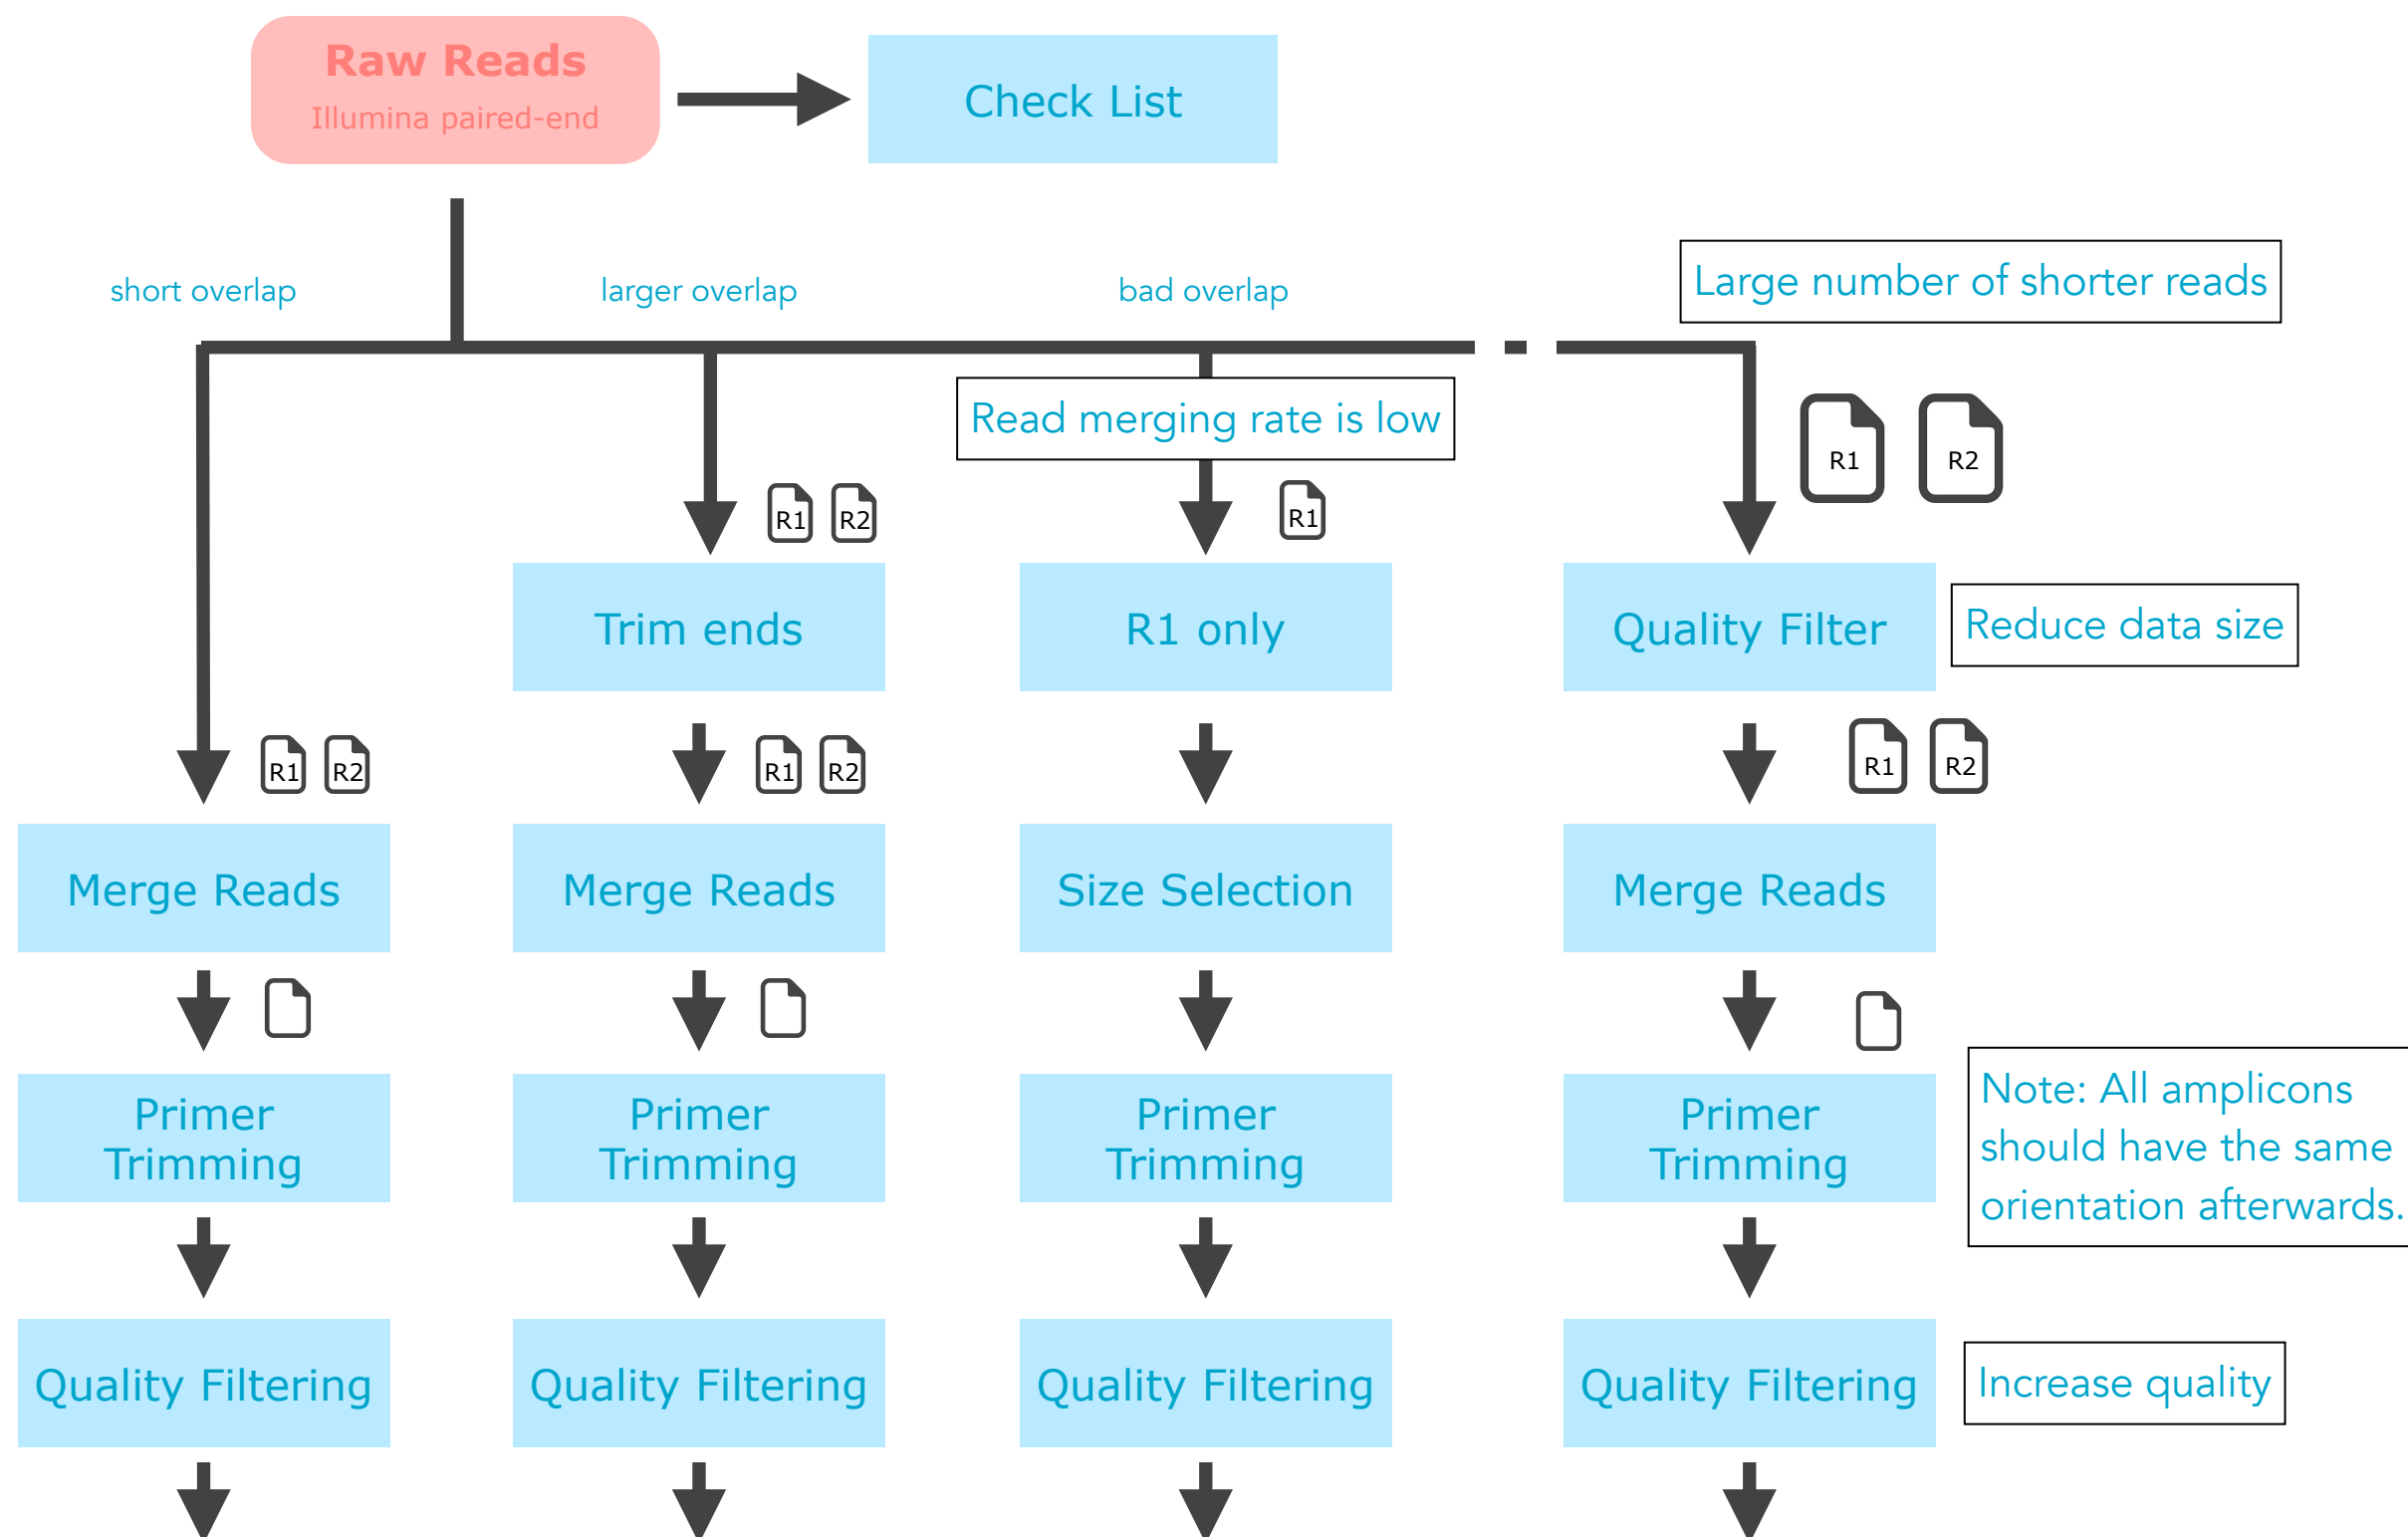 Raw Reads
Illumina paired-end
Check List
short overlap
larger overlap
bad overlap
Large number of shorter reads
Read merging rate is low
R1
R2
R1
R2
R1
Trim ends
R1 only
Quality Filter
Reduce data size
R1
R2
R1
R2
R1
R2
Merge Reads
Merge Reads
Size Selection
Merge Reads
Primer
Trimming
Primer
Trimming
Primer
Trimming
Primer
Trimming
Note: All amplicons
should have the same
orientation afterwards.
Quality Filtering
Quality Filtering
Quality Filtering
Quality Filtering
Increase quality